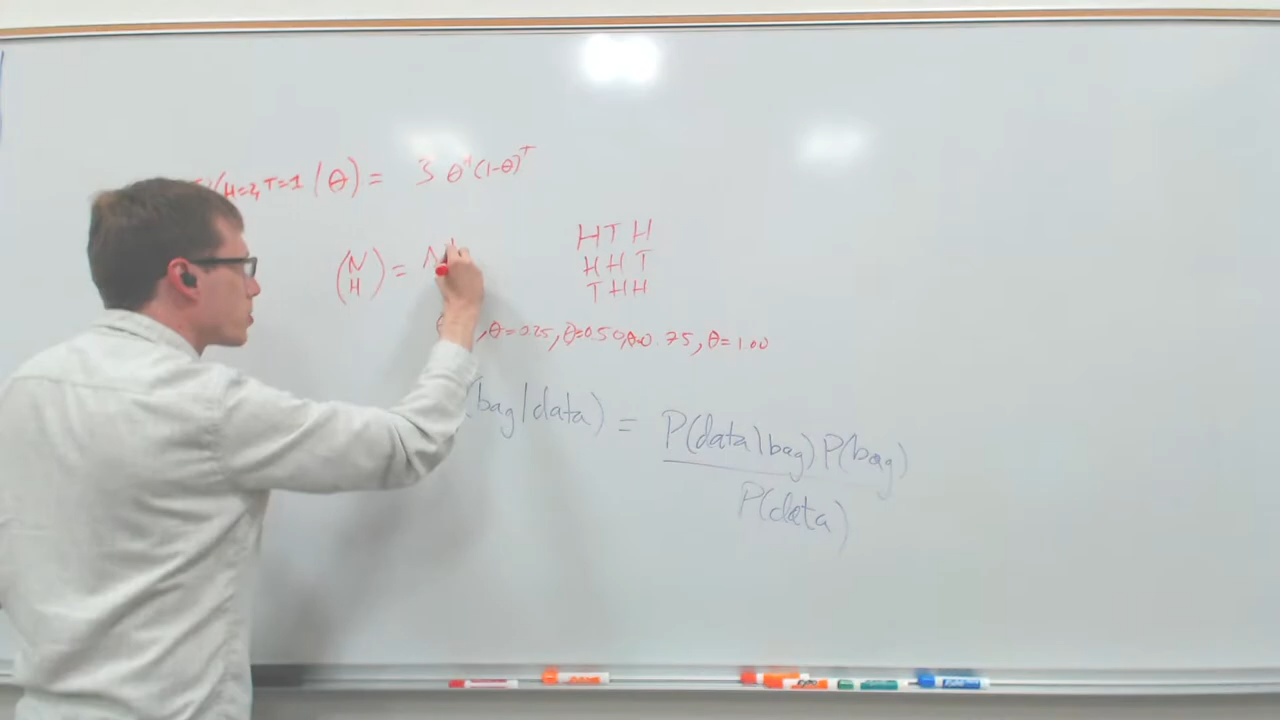 H=2, T=1 | θ) = 3 θ^H (1-θ)^T
(N H) = N!
HTH
HHT
THH
, θ=0.25, θ=0.50, θ=0.75, θ=1.00
(bag|data) = P(data|bag) P(bag)
P(data)